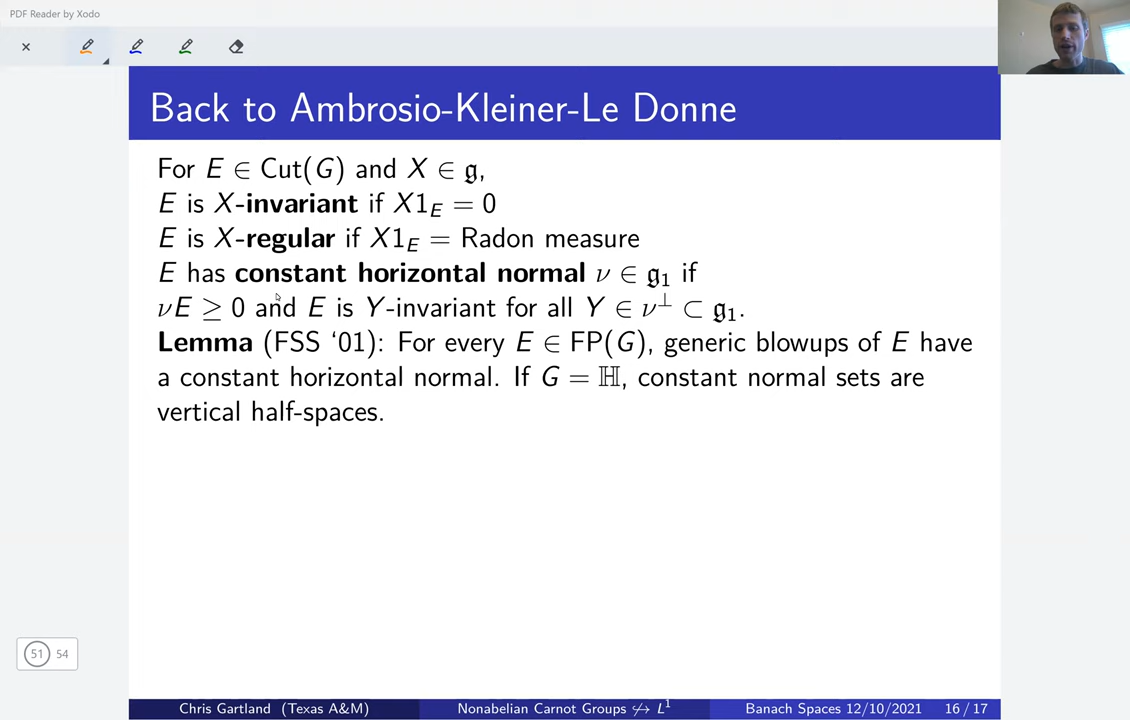 PDF Reader by Xodo
Back to Ambrosio-Kleiner-Le Donne
For E ∈ Cut(G) and X ∈ 𝔤,
E is X-invariant if X1_E = 0
E is X-regular if X1_E = Radon measure
E has constant horizontal normal ν ∈ 𝔤₁ if
νE ≥ 0 and E is Y-invariant for all Y ∈ ν^⊥ ⊂ 𝔤₁.
Lemma (FSS ‘01): For every E ∈ FP(G), generic blowups of E have
a constant horizontal normal. If G = ℍ, constant normal sets are
vertical half-spaces.
51 54
Chris Gartland (Texas A&M) Nonabelian Carnot Groups ↪̸ L¹ Banach Spaces 12/10/2021 16 / 17